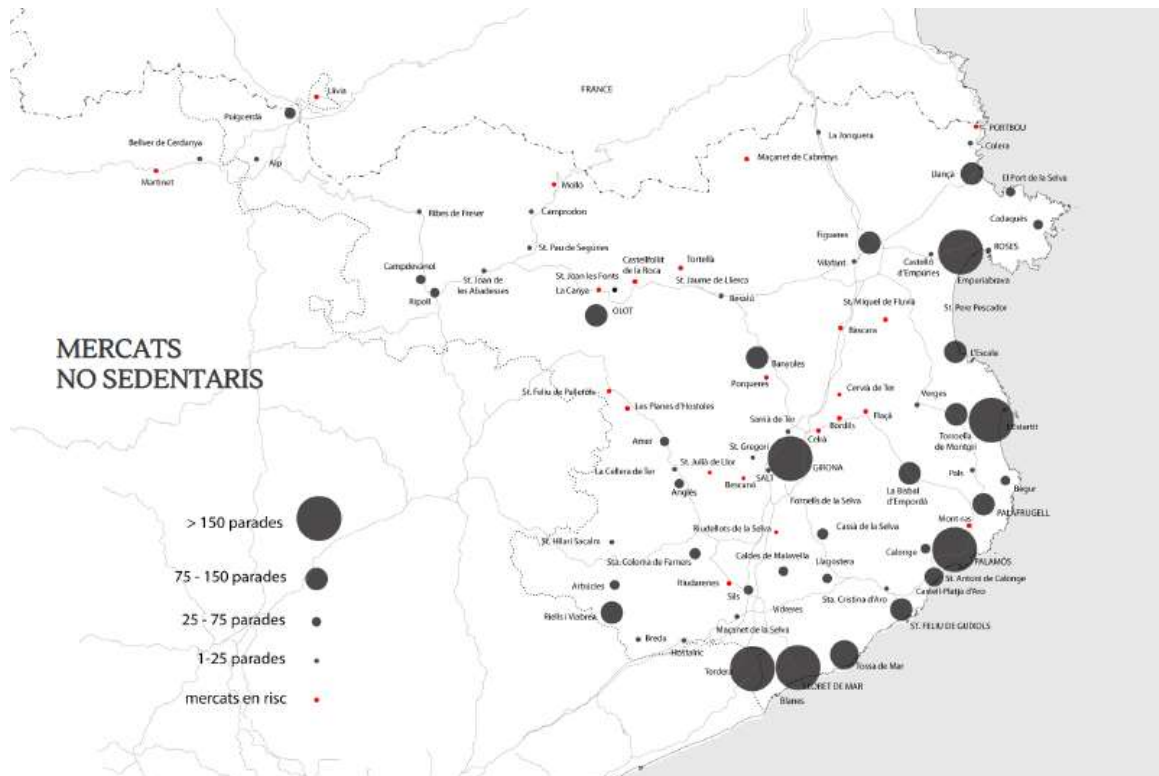 MERCATS
NO SEDENTARIS
> 150 parades
75 - 150 parades
25 - 75 parades
1-25 parades
mercats en risc
FRANCE
Llívia
Puigcerdà
Bellver de Cerdanya
Alp
Martinet
Molló
Ribes de Freser
Camprodon
St. Pau de Segúries
Campdevànol
Ripoll
St. Joan de
les Abadesses
St. Joan les Fonts
La Canya
Castellfollit
de la Roca
Tortellà
St. Jaume de Llierca
OLOT
Besalú
Maçanet de Cabrenys
La Jonquera
PORTBOU
Colera
Llançà
El Port de la Selva
Cadaqués
Figueres
Vilafant
Castelló
d'Empúries
ROSES
Empuriabrava
St. Pere Pescador
St. Miquel de Fluvià
Bàscara
L'Escala
Banyoles
Porqueres
St. Feliu de Pallerols
Les Planes d'Hostoles
Cervià de Ter
Verges
Flaçà
Bordils
Celrà
Sarrià de Ter
Torroella
de Montgrí
L'Estartit
Amer
St. Gregori
St. Julià de Llor
La Cellera de Ter
Anglès
Bescanó
SALT
GIRONA
Fornells de la Selva
La Bisbal
d'Empordà
Pals
Begur
PALAFRUGELL
Mont-ras
Riudellots de la Selva
Cassà de la Selva
St. Hilari Sacalm
Sta. Coloma de Farners
Caldes de Malavella
Llagostera
Calonge
PALAMÓS
St. Antoni de Calonge
Castell-Platja d'Aro
Arbúcies
Riudarenes
Sils
Vidreres
Sta. Cristina d'Aro
ST. FELIU DE GUÍXOLS
Riells i Viabrea
Maçanet de la Selva
Breda
Hostalric
Tordera
Tossa de Mar
LLORET DE MAR
Blanes